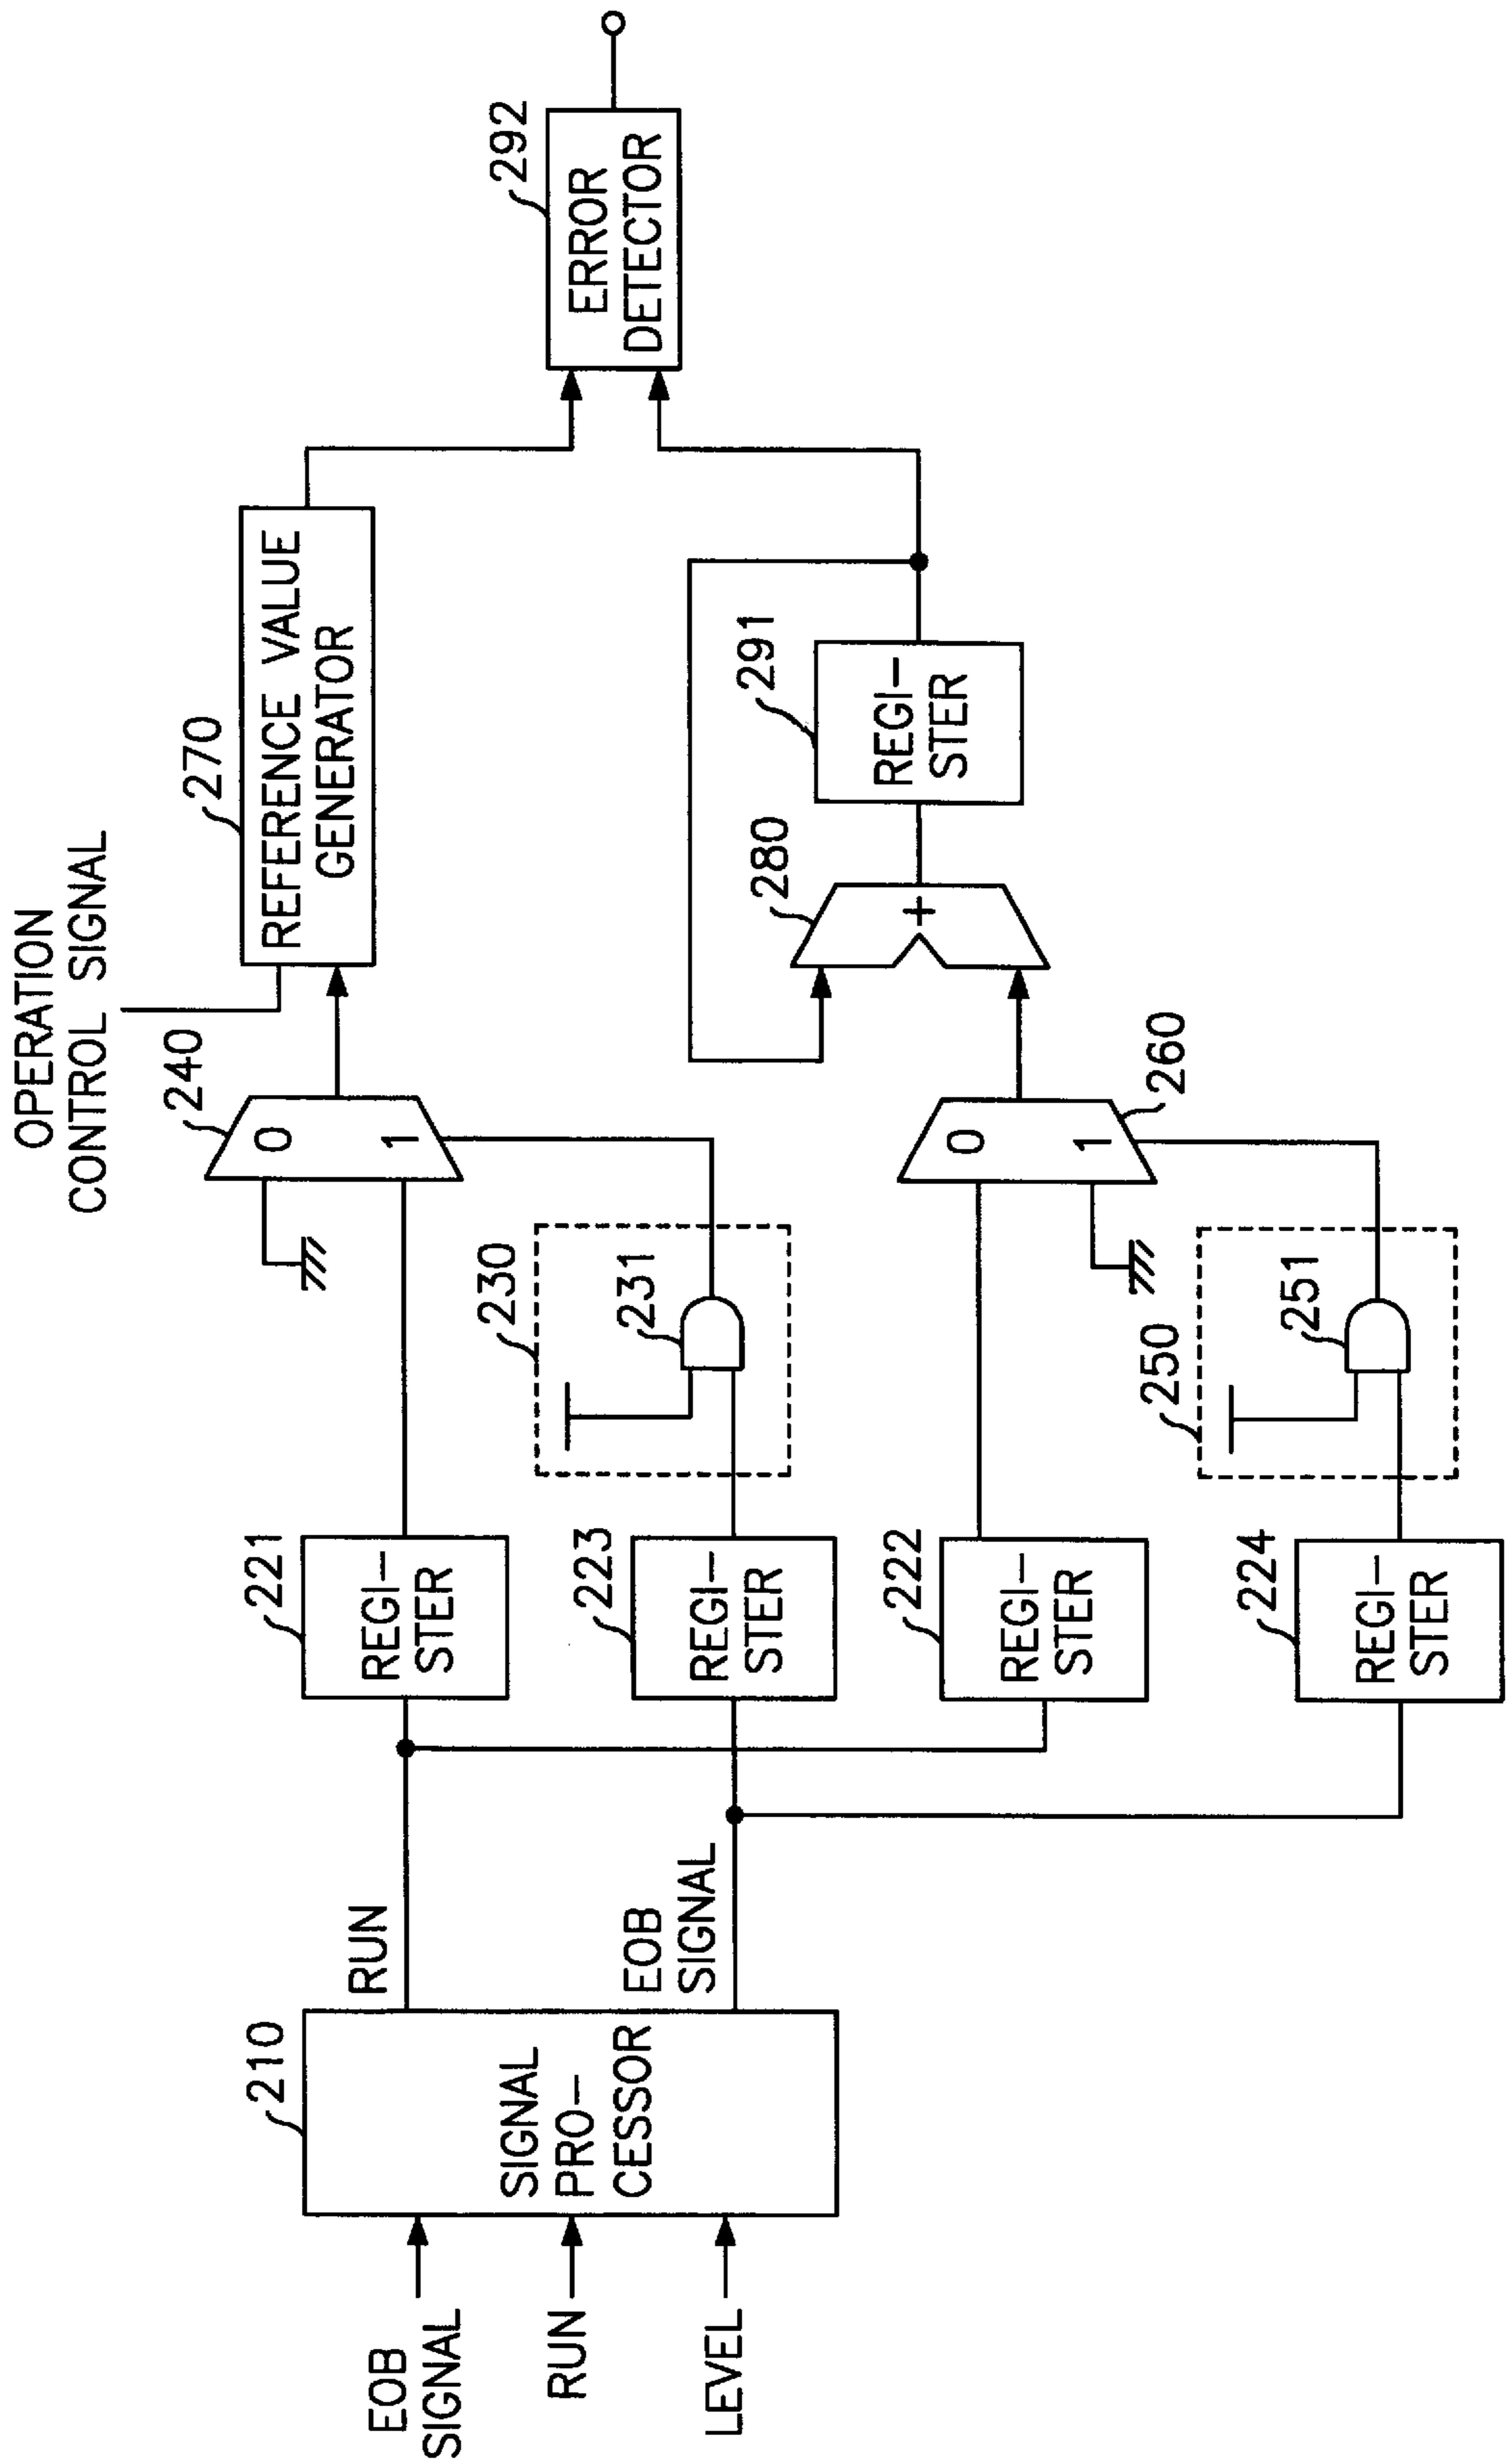 EOB
SIGNAL
RUN
LEVEL
210
SIGNAL
PRO-
CESSOR
RUN
EOB
SIGNAL
221
REGI-
STER
223
REGI-
STER
222
REGI-
STER
224
REGI-
STER
230
231
250
251
OPERATION
CONTROL SIGNAL
240
0
1
260
0
1
270
REFERENCE VALUE
GENERATOR
280
+
291
REGI-
STER
292
ERROR
DETECTOR